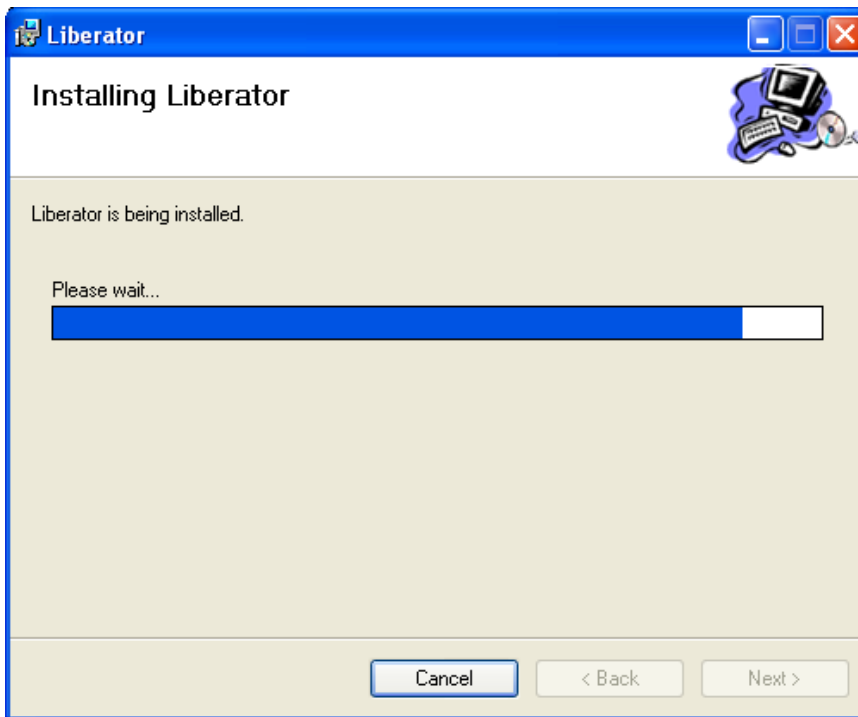 Liberator
Installing Liberator
Liberator is being installed.
Please wait...
Cancel
< Back
Next >